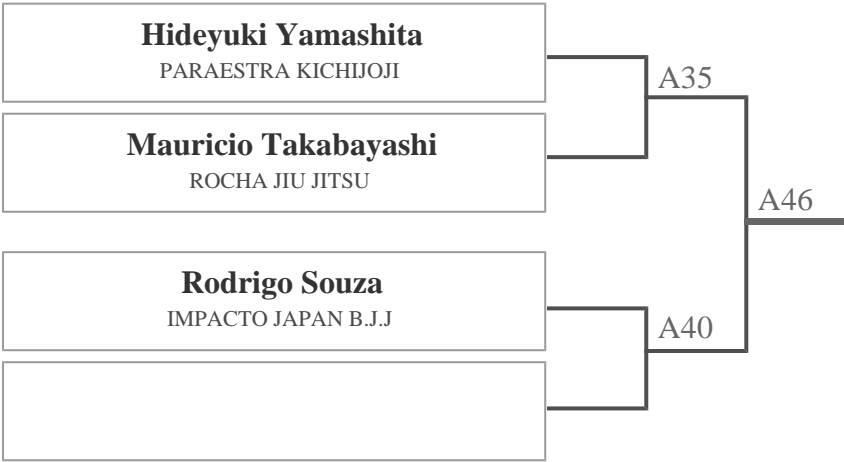 Hideyuki Yamashita
PARAESTRA KICHIJOJI
A35
Mauricio Takabayashi
ROCHA JIU JITSU
A46
Rodrigo Souza
IMPACTO JAPAN B.J.J
A40